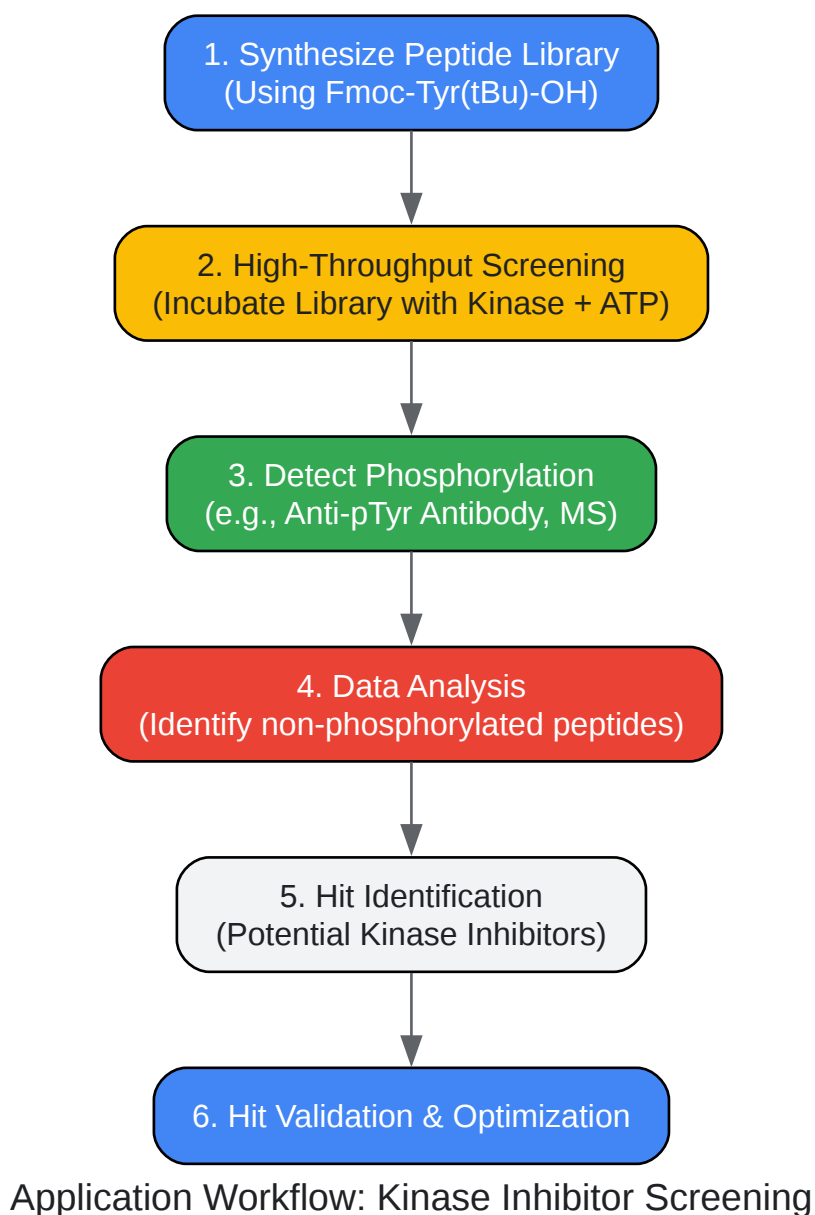 1. Synthesize Peptide Library
(Using Fmoc-Tyr(tBu)-OH)
2. High-Throughput Screening
(Incubate Library with Kinase + ATP)
3. Detect Phosphorylation
(e.g., Anti-pTyr Antibody, MS)
4. Data Analysis
(Identify non-phosphorylated peptides)
5. Hit Identification
(Potential Kinase Inhibitors)
6. Hit Validation & Optimization
Application Workflow: Kinase Inhibitor Screening